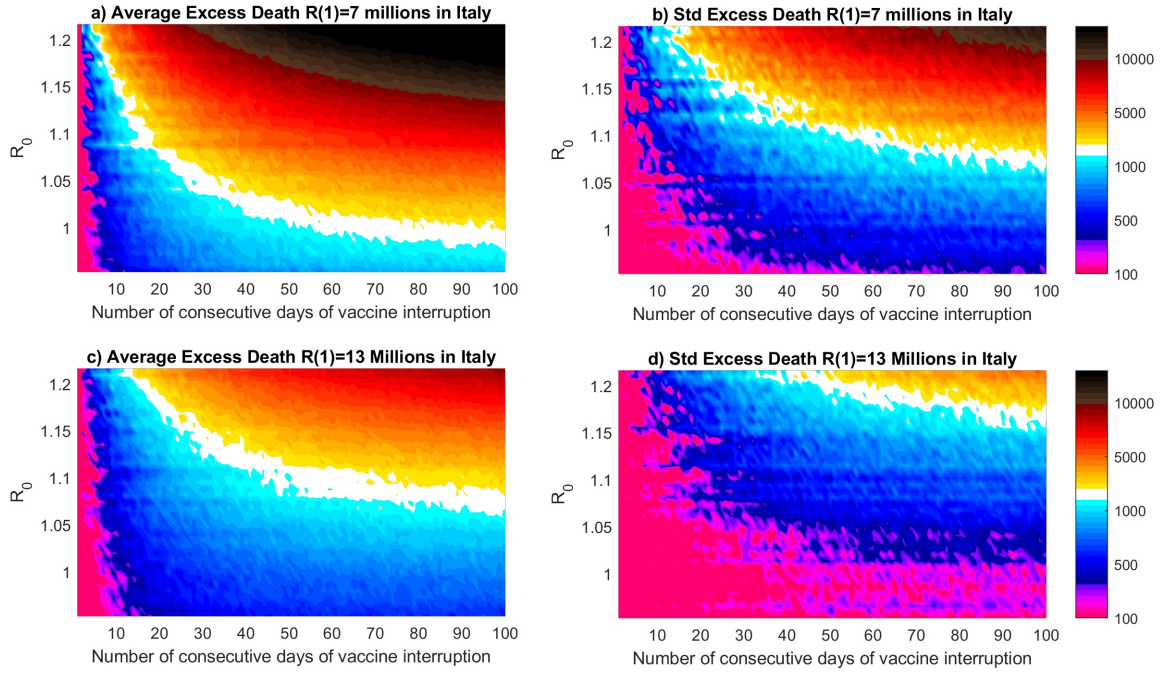 a) Average Excess Death R(1)=7 millions in Italy
1.2
1.15
1.1
1.05
1
R0
10 20 30 40 50 60 70 80 90 100
Number of consecutive days of vaccine interruption
b) Std Excess Death R(1)=7 millions in Italy
1.2
1.15
1.1
1.05
1
R0
10 20 30 40 50 60 70 80 90 100
Number of consecutive days of vaccine interruption
10000
5000
1000
500
100
c) Average Excess Death R(1)=13 Millions in Italy
1.2
1.15
1.1
1.05
1
R0
10 20 30 40 50 60 70 80 90 100
Number of consecutive days of vaccine interruption
d) Std Excess Death R(1)=13 Millions in Italy
1.2
1.15
1.1
1.05
1
R0
10 20 30 40 50 60 70 80 90 100
Number of consecutive days of vaccine interruption
10000
5000
1000
500
100